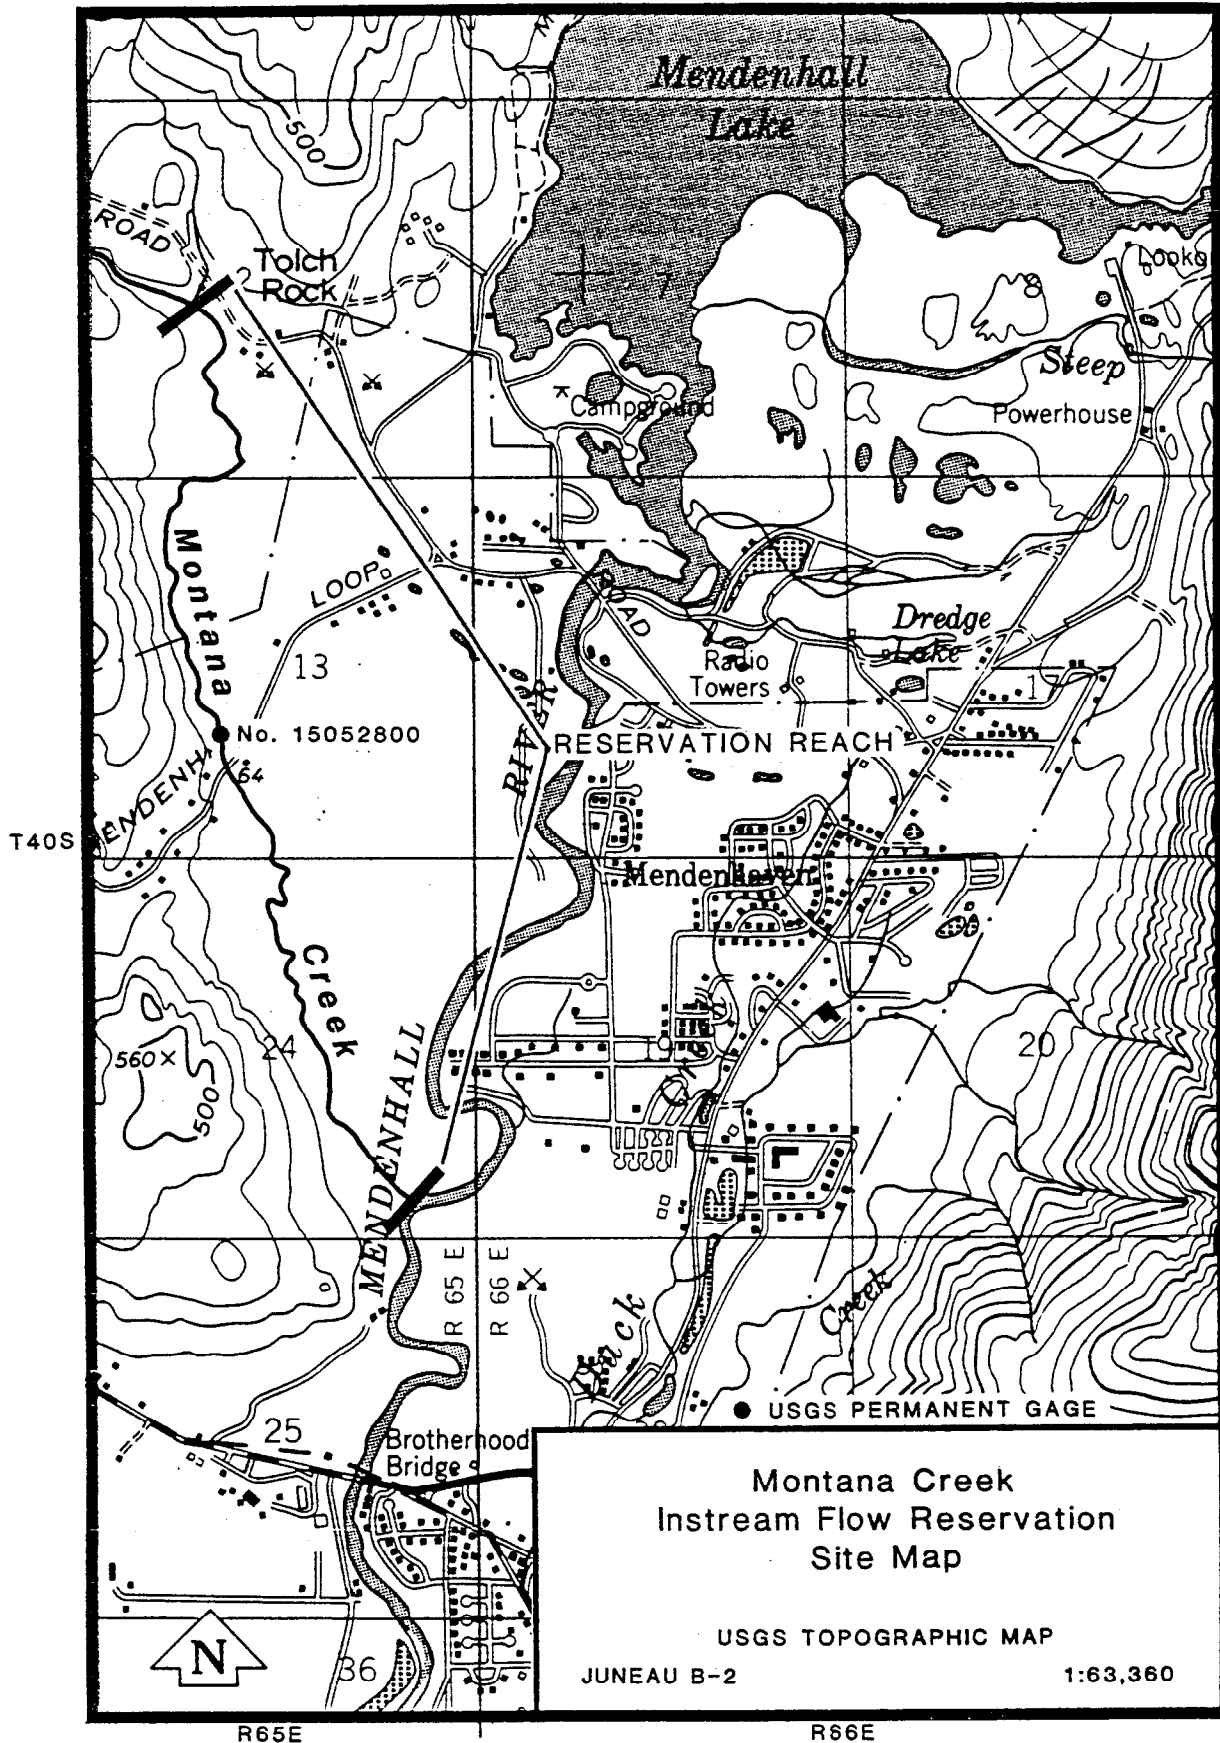 Mendenhall
Lake
500
ROAD
Tolch
Rock
2
7
8
Steep
Campground
Powerhouse
Montana
LOOP
ROAD
Dredge
Lake
Radio
Towers
13
17
No. 15052800
RESERVATION REACH
RIVER
64
T40S
Mendenhaven
Creek
24
560
500
20
MENDENHALL
R 65 E
R 66 E
Creek
USGS PERMANENT GAGE
25
Brotherhood
Bridge
Montana Creek
Instream Flow Reservation
Site Map
USGS TOPOGRAPHIC MAP
JUNEAU B-2
1:63,360
N
36
R65E
R66E